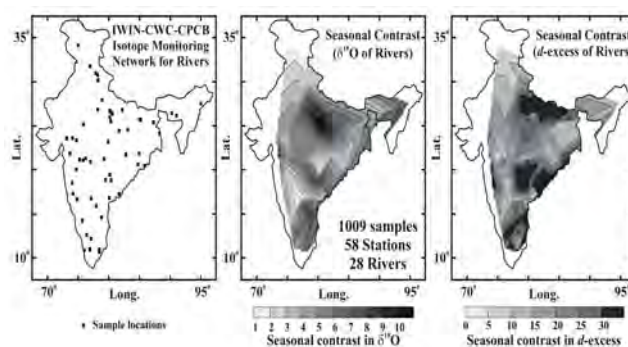 IWIN-CWC-CPCB
Isotope Monitoring
Network for Rivers
35°
Lat.
10°
70°
Long.
95°
Sample locations
Seasonal Contrast
(δ¹⁸O of Rivers)
35°
Lat.
10°
1009 samples
58 Stations
28 Rivers
70°
Long.
95°
1 2 3 4 5 6 7 8 9 10
Seasonal contrast in δ¹⁸O
Seasonal Contrast
(d-excess of Rivers)
35°
Lat.
10°
70°
Long.
95°
0 5 10 15 20 25 30
Seasonal contrast in d-excess